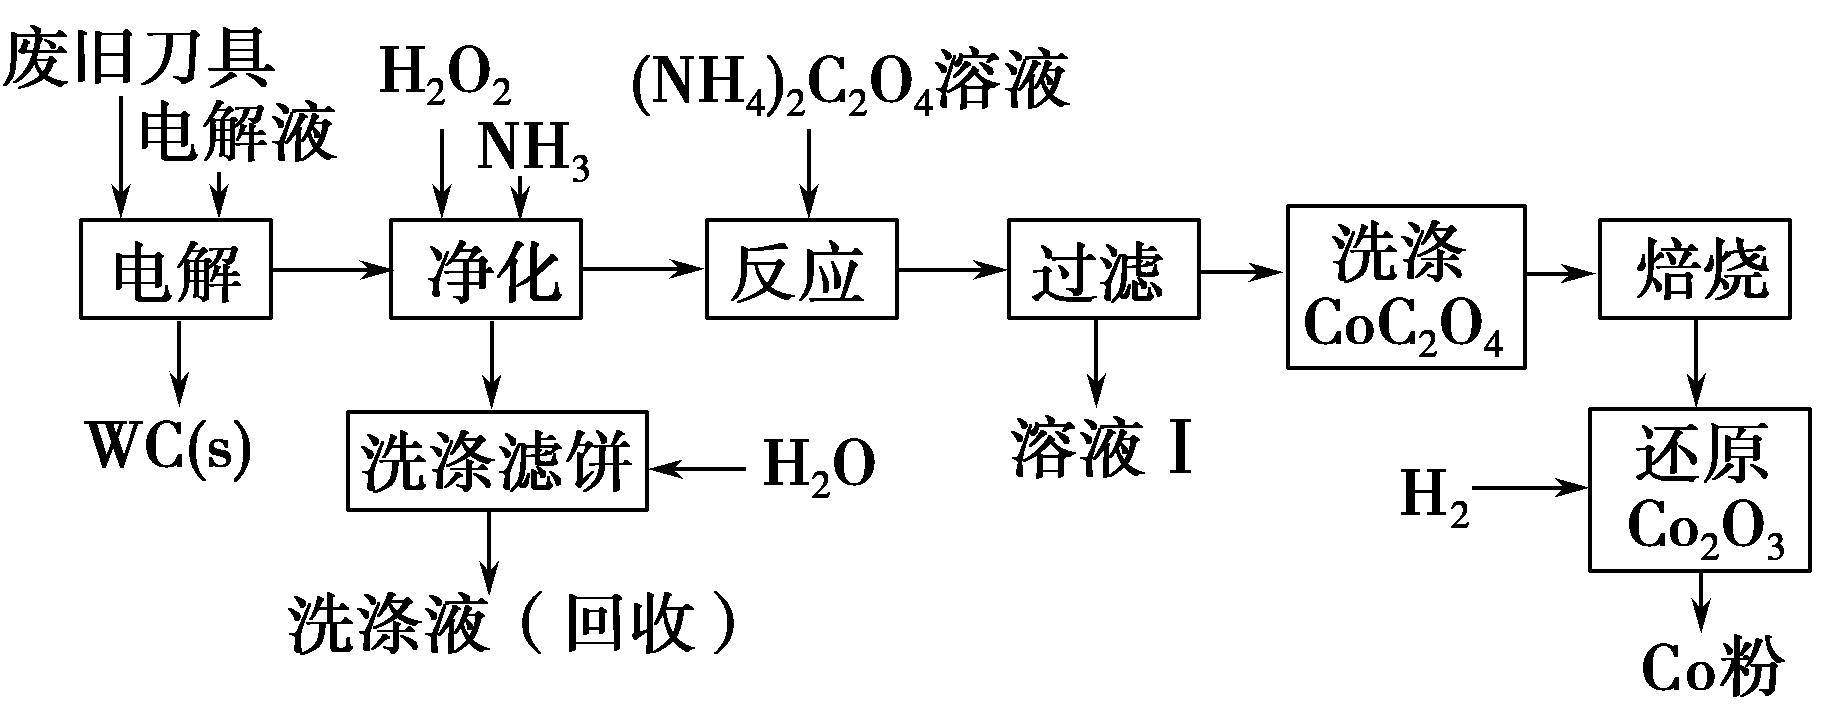 废旧刀具
电解液
H₂O₂
NH₃
(NH₄)₂C₂O₄溶液
电解
净化
反应
过滤
洗涤
CoC₂O₄
焙烧
WC(s)
洗涤滤饼
H₂O
溶液Ⅰ
H₂
还原
Co₂O₃
洗涤液（回收）
Co粉